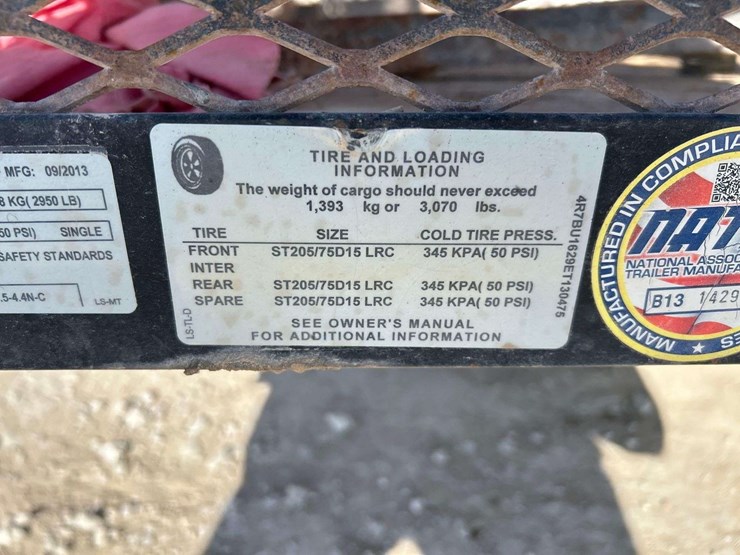 MFG: 09/2013
8 KG( 2950 LB)
50 PSI) SINGLE
SAFETY STANDARDS
.5-4.4N-C
LS-MT
TIRE AND LOADING
INFORMATION
The weight of cargo should never exceed
1,393 kg or 3,070 lbs.
TIRE SIZE COLD TIRE PRESS.
FRONT ST205/75D15 LRC 345 KPA( 50 PSI)
INTER
REAR ST205/75D15 LRC 345 KPA( 50 PSI)
SPARE ST205/75D15 LRC 345 KPA( 50 PSI)
SEE OWNER'S MANUAL
FOR ADDITIONAL INFORMATION
LS-TL-D
4R7BU1629ET130475
MANUFACTURED IN COMPLIA
NAT
NATIONAL ASSOC
TRAILER MANUFA
B13 1429
ES